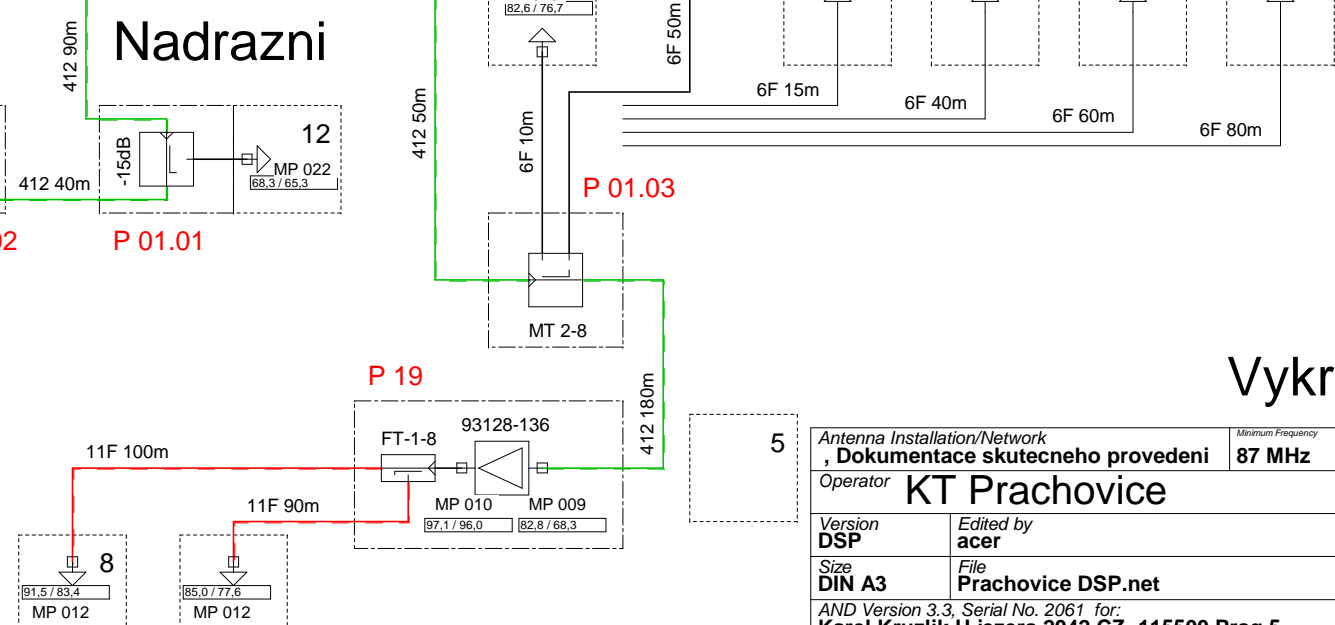 82,6 / 76,7
412 90m
Nadrazni
6F 50m
6F 15m
6F 40m
6F 60m
6F 80m
412 50m
6F 10m
12
-15dB
MP 022
68,3 / 65,3
412 40m
P 01.03
02
P 01.01
MT 2-8
Vykr
P 19
412 180m
93128-136
FT-1-8
11F 100m
11F 90m
MP 010
MP 009
97,1 / 96,0
82,8 / 68,3
8
91,5 / 83,4
MP 012
85,0 / 77,6
MP 012
5
Antenna Installation/Network
, Dokumentace skutecneho provedeni
Minimum Frequency
87 MHz
Operator KT Prachovice
Version
DSP
Edited by
acer
Size
DIN A3
File
Prachovice DSP.net
AND Version 3.3, Serial No. 2061 for: